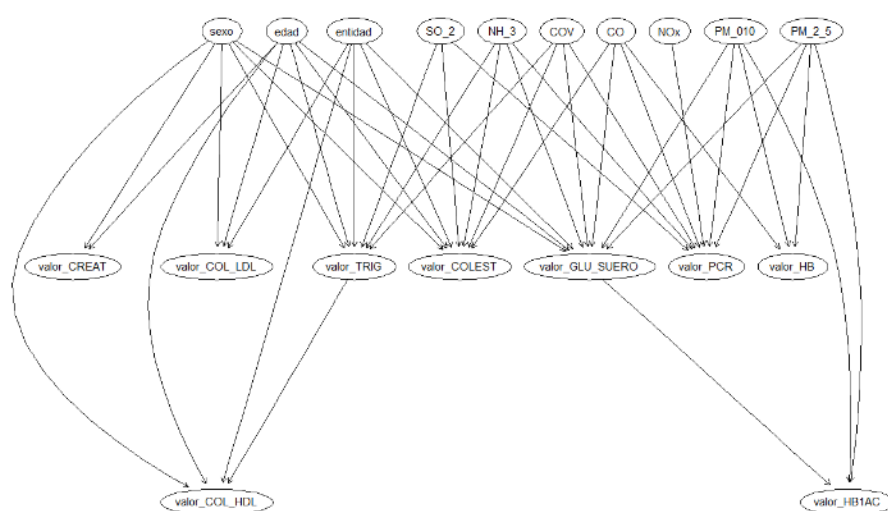 sexo edad entidad SO_2 NH_3 COV CO NOx PM_010 PM_2_5
valor_CREAT valor_COL_LDL valor_TRIG valor_COLEST valor_GLU_SUERO valor_PCR valor_HB
valor_COL_HDL valor_HB1AC